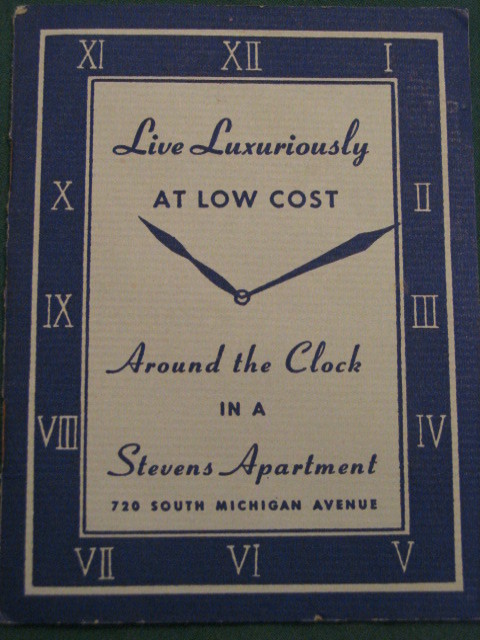 XI XII I
Live Luxuriously
X AT LOW COST II
IX III
Around the Clock
IN A
VIII IV
Stevens Apartment
720 SOUTH MICHIGAN AVENUE
VII VI V